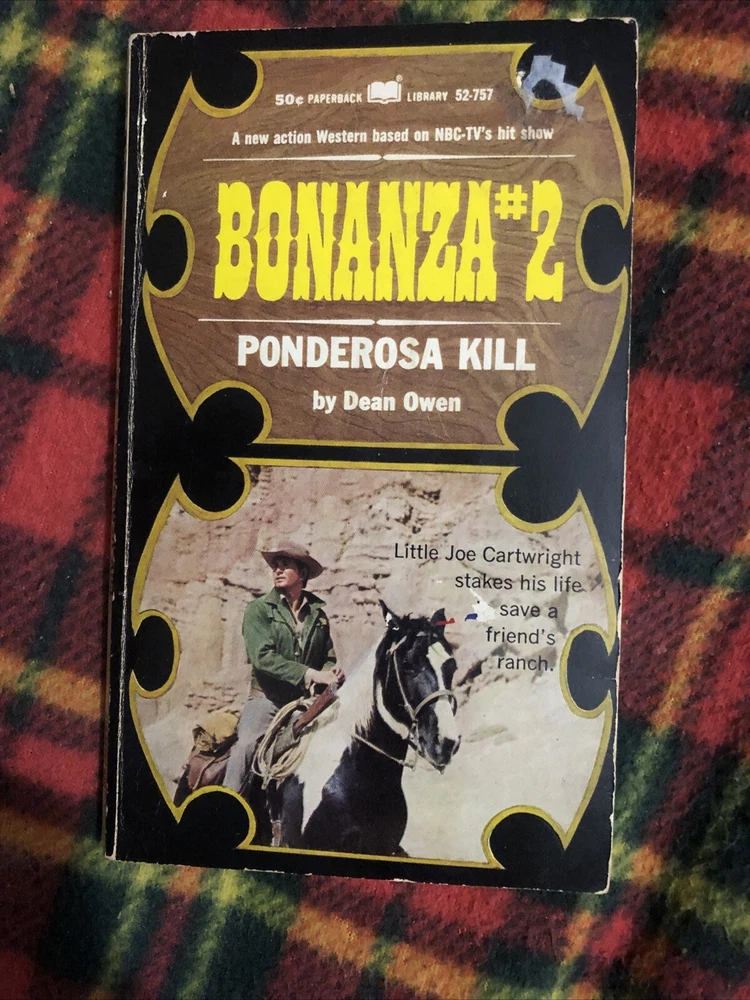 50¢ PAPERBACK LIBRARY 52-757
A new action Western based on NBC-TV's hit show
BONANZA #2
PONDEROSA KILL
by Dean Owen
Little Joe Cartwright
stakes his life
save a
friend's
ranch.